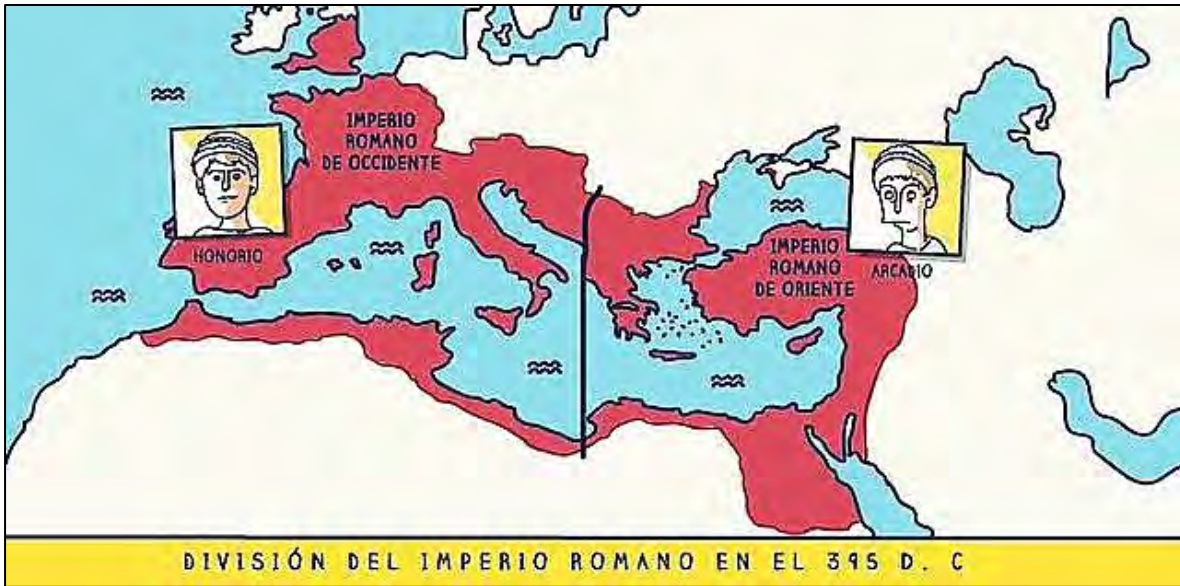 IMPERIO
ROMANO
DE OCCIDENTE
HONORIO
IMPERIO
ROMANO
DE ORIENTE
ARCADIO
DIVISIÓN DEL IMPERIO ROMANO EN EL 395 D. C